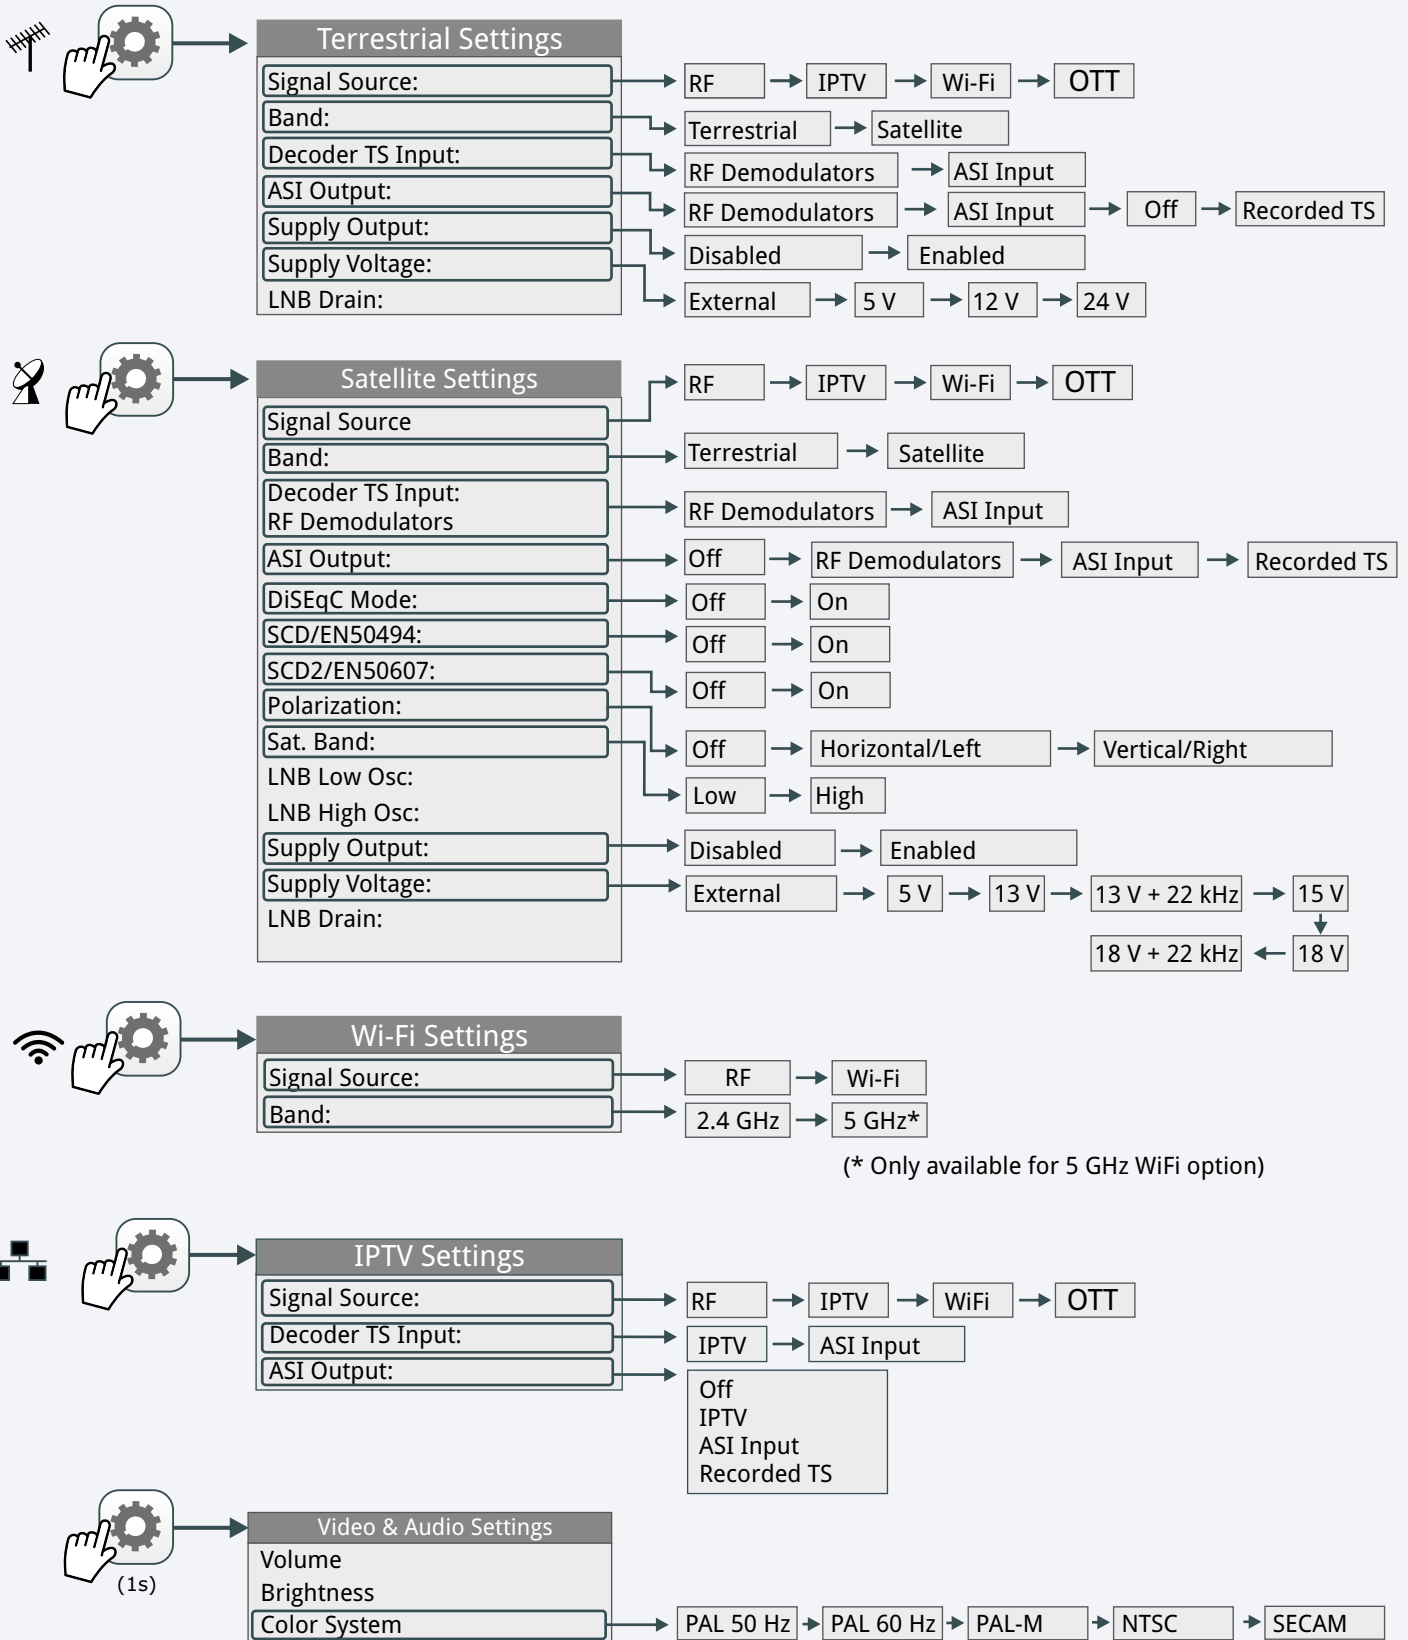 Terrestrial Settings
Signal Source: RF IPTV Wi-Fi OTT
Band: Terrestrial Satellite
Decoder TS Input: RF Demodulators ASI Input
ASI Output: RF Demodulators ASI Input Off Recorded TS
Supply Output: Disabled Enabled
Supply Voltage: External 5 V 12 V 24 V
LNB Drain:
Satellite Settings
Signal Source RF IPTV Wi-Fi OTT
Band: Terrestrial Satellite
Decoder TS Input:
RF Demodulators RF Demodulators ASI Input
ASI Output: Off RF Demodulators ASI Input Recorded TS
DiSEqC Mode: Off On
SCD/EN50494: Off On
SCD2/EN50607: Off On
Polarization: Off Horizontal/Left Vertical/Right
Sat. Band: Low High
LNB Low Osc:
LNB High Osc:
Supply Output: Disabled Enabled
Supply Voltage: External 5 V 13 V 13 V + 22 kHz 15 V
LNB Drain:
18 V + 22 kHz 18 V
Wi-Fi Settings
Signal Source: RF Wi-Fi
Band: 2.4 GHz 5 GHz*
(* Only available for 5 GHz WiFi option)
IPTV Settings
Signal Source: RF IPTV WiFi OTT
Decoder TS Input: IPTV ASI Input
ASI Output: Off
IPTV
ASI Input
Recorded TS
(1s)
Video & Audio Settings
Volume
Brightness
Color System PAL 50 Hz PAL 60 Hz PAL-M NTSC SECAM